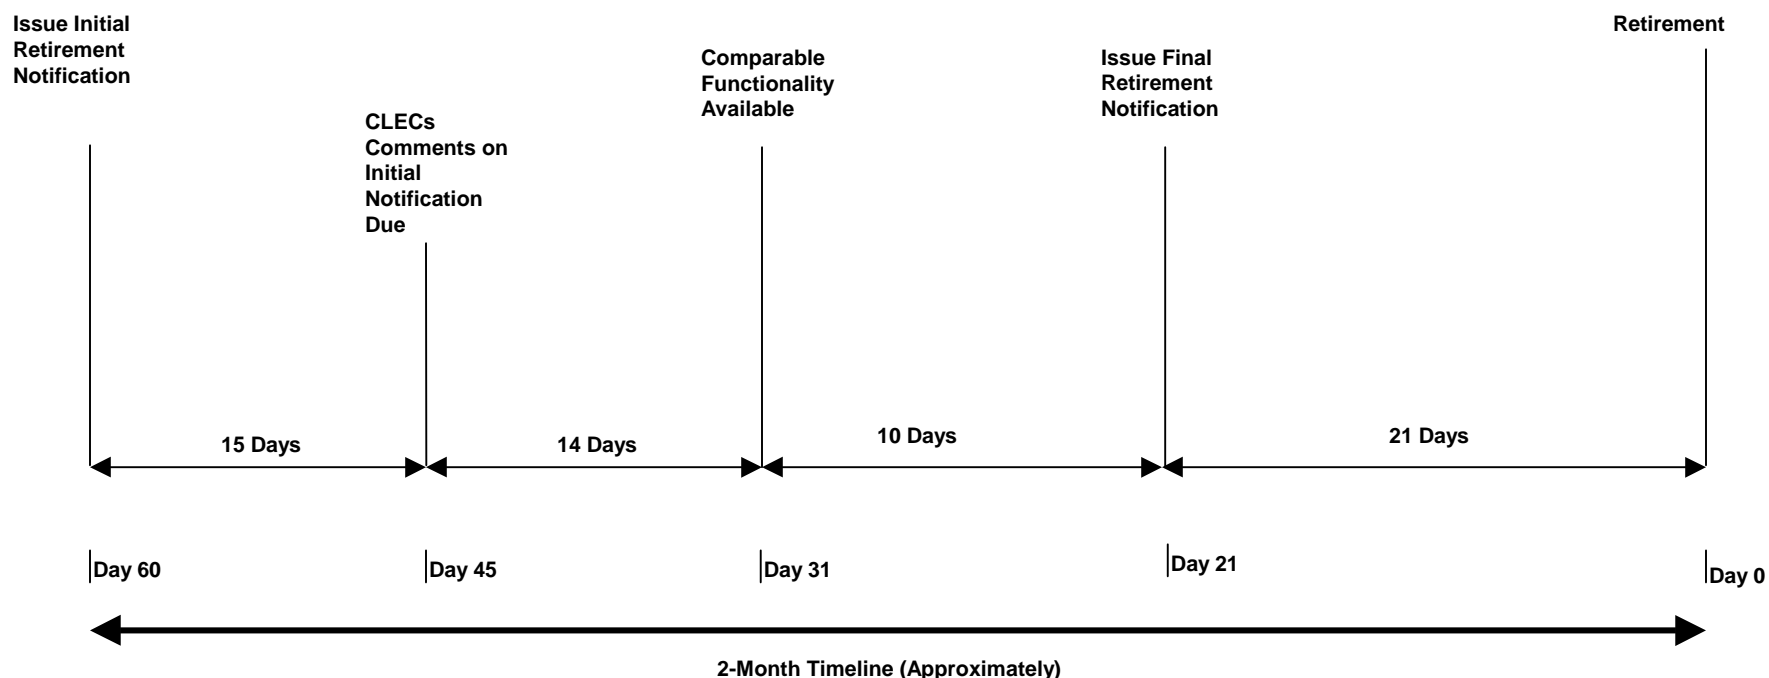 Issue Initial
Retirement
Notification
CLECs
Comments on
Initial
Notification
Due
Comparable
Functionality
Available
Issue Final
Retirement
Notification
Retirement
15 Days
14 Days
10 Days
21 Days
Day 60
Day 45
Day 31
Day 21
Day 0
2-Month Timeline (Approximately)